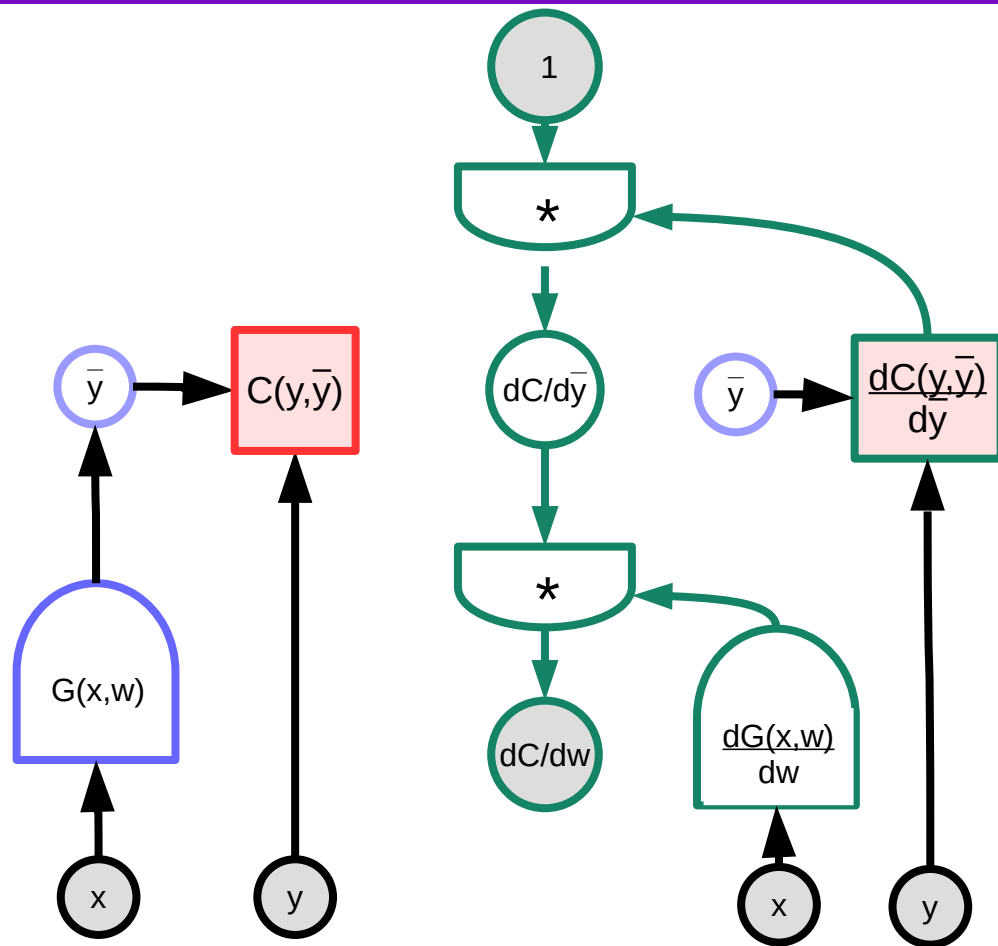 1
*
ȳ
C(y,ȳ)
dC/dȳ
ȳ
dC(y,ȳ)
dȳ
*
G(x,w)
dC/dw
dG(x,w)
dw
x
y
x
y